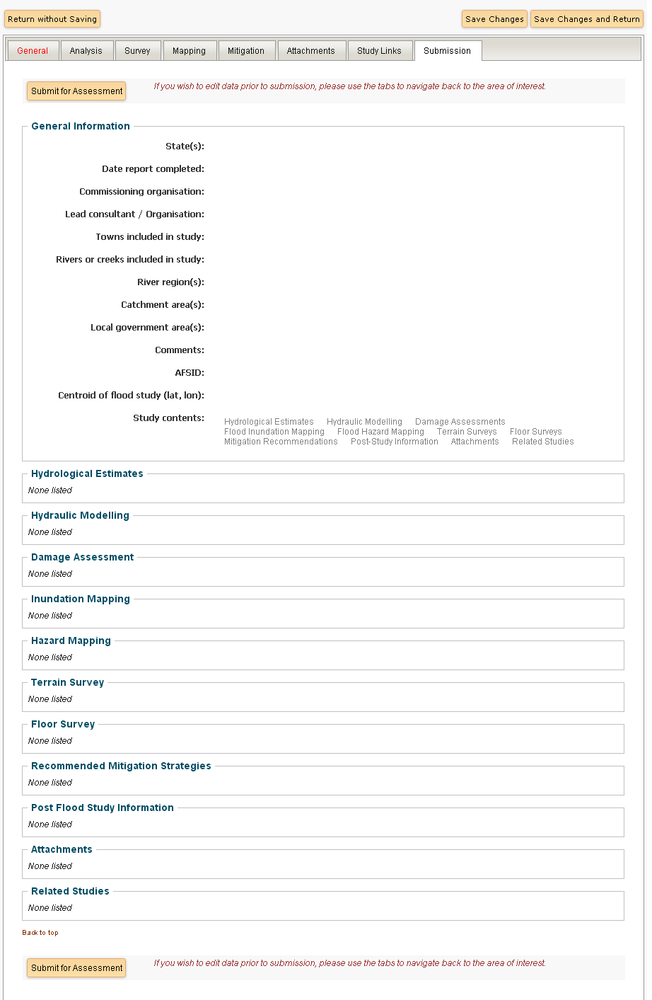 Return without Saving Save Changes Save Changes and Return
General Analysis Survey Mapping Mitigation Attachments Study Links Submission
Submit for Assessment If you wish to edit data prior to submission, please use the tabs to navigate back to the area of interest.
General Information
State(s):
Date report completed:
Commissioning organisation:
Lead consultant / Organisation:
Towns included in study:
Rivers or creeks included in study:
River region(s):
Catchment area(s):
Local government area(s):
Comments:
AFSID:
Centroid of flood study (lat, lon):
Study contents: Hydrological Estimates Hydraulic Modelling Damage Assessments
Flood Inundation Mapping Flood Hazard Mapping Terrain Surveys Floor Surveys
Mitigation Recommendations Post-Study Information Attachments Related Studies
Hydrological Estimates
None listed
Hydraulic Modelling
None listed
Damage Assessment
None listed
Inundation Mapping
None listed
Hazard Mapping
None listed
Terrain Survey
None listed
Floor Survey
None listed
Recommended Mitigation Strategies
None listed
Post Flood Study Information
None listed
Attachments
None listed
Related Studies
None listed
Back to top
Submit for Assessment If you wish to edit data prior to submission, please use the tabs to navigate back to the area of interest.